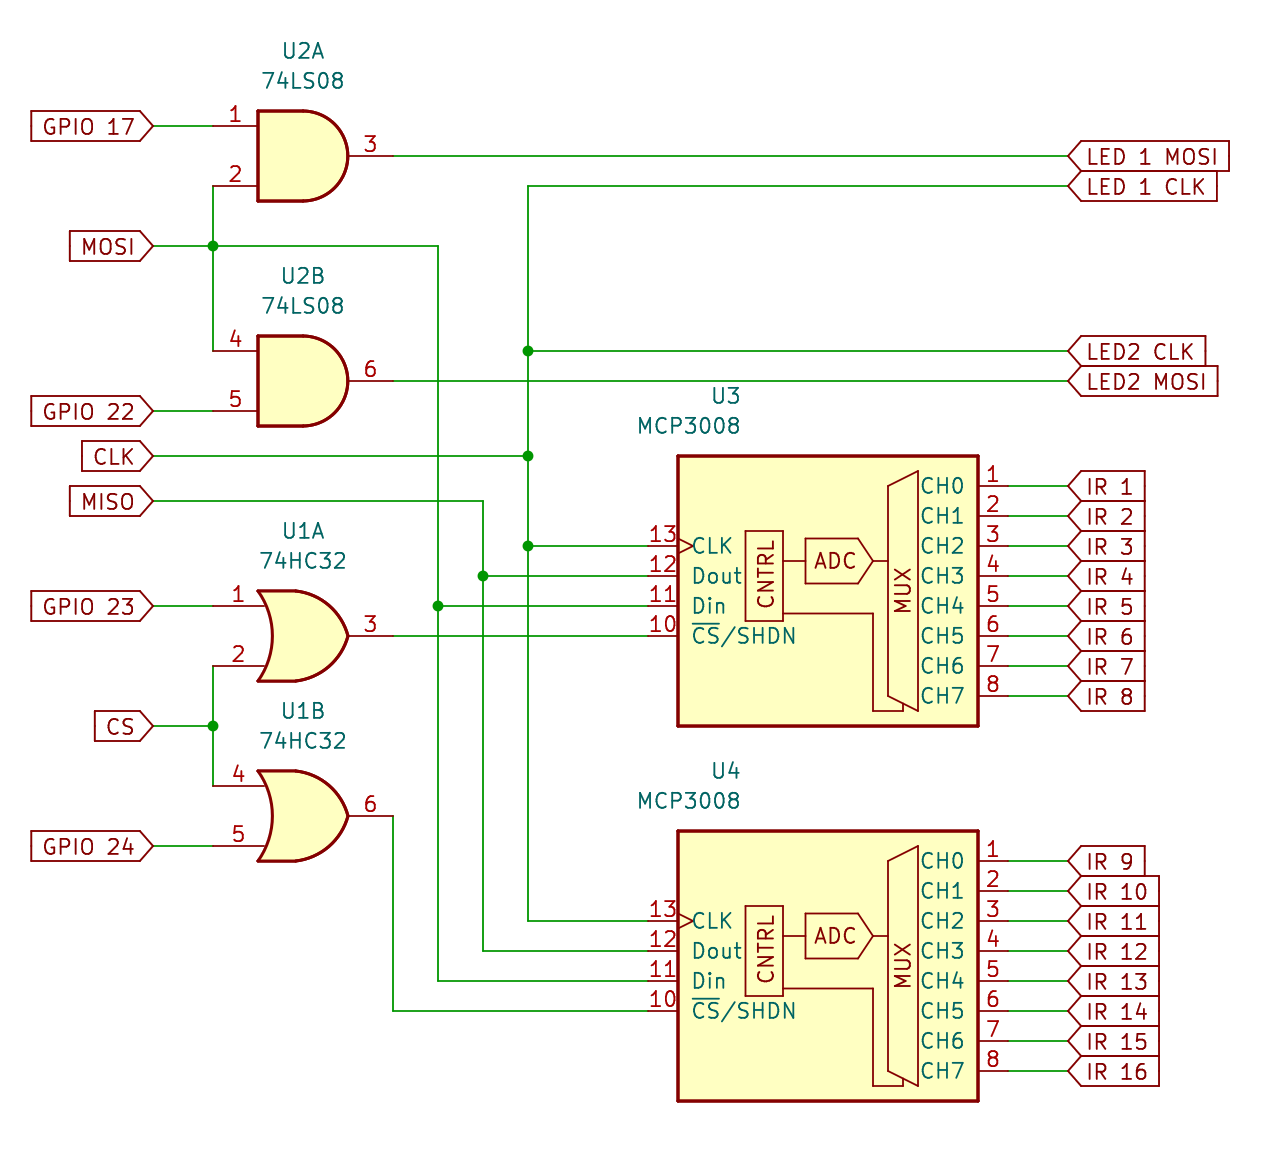 U2A
74LS08
GPIO 17
1
2
3
LED 1 MOSI
LED 1 CLK
MOSI
U2B
74LS08
4
5
6
LED2 CLK
LED2 MOSI
GPIO 22
CLK
MISO
U3
MCP3008
13
CLK
12
Dout
11
Din
10
CS/SHDN
CNTRL
ADC
MUX
CH0
1
IR 1
CH1
2
IR 2
CH2
3
IR 3
CH3
4
IR 4
CH4
5
IR 5
CH5
6
IR 6
CH6
7
IR 7
CH7
8
IR 8
U1A
74HC32
GPIO 23
1
2
3
CS
U1B
74HC32
4
5
6
GPIO 24
U4
MCP3008
13
CLK
12
Dout
11
Din
10
CS/SHDN
CNTRL
ADC
MUX
CH0
1
IR 9
CH1
2
IR 10
CH2
3
IR 11
CH3
4
IR 12
CH4
5
IR 13
CH5
6
IR 14
CH6
7
IR 15
CH7
8
IR 16